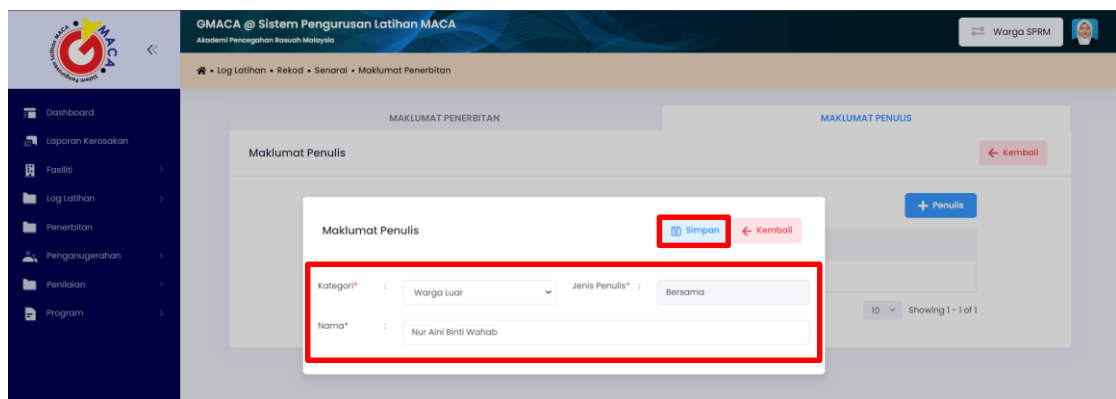 MACA
GMACA @ Sistem Pengurusan Latihan MACA
Akademi Pencegahan Rasuah Malaysia
Warga SPRM
• Log Latihan • Rekod • Senarai • Maklumat Penerbitan
Dashboard
Laporan Kerosakan
Fasiliti
Log Latihan
Penerbitan
Penganugerahan
Penilaian
Program
MAKLUMAT PENERBITAN
MAKLUMAT PENULIS
Maklumat Penulis
Kembali
+ Penulis
Maklumat Penulis
Simpan
Kembali
Kategori* : Warga Luar
Jenis Penulis* : Bersama
Nama* : Nur Aini Binti Wahab
10 Showing 1 - 1 of 1